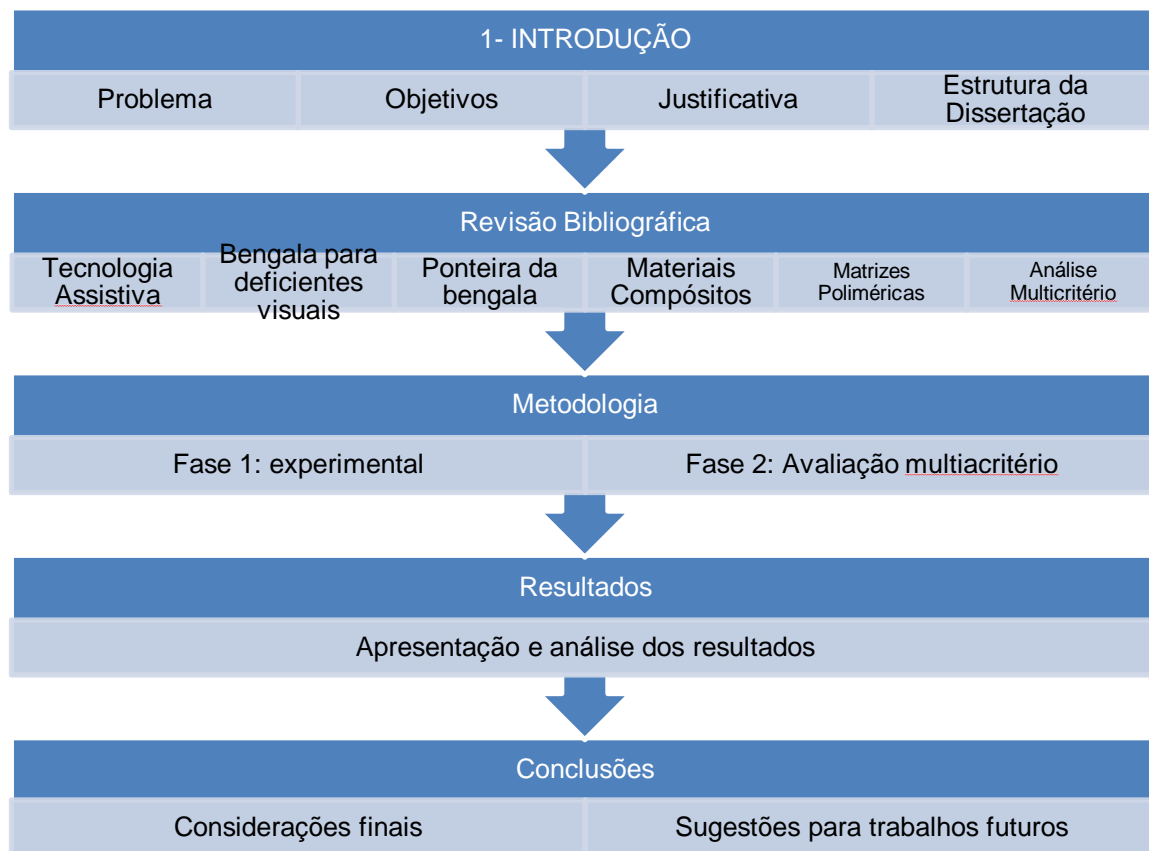 1- INTRODUÇÃO
Problema
Objetivos
Justificativa
Estrutura da
Dissertação
Revisão Bibliográfica
Tecnologia
Assistiva
Bengala para
deficientes
visuais
Ponteira da
bengala
Materiais
Compósitos
Matrizes
Poliméricas
Análise
Multicritério
Metodologia
Fase 1: experimental
Fase 2: Avaliação multiacritério
Resultados
Apresentação e análise dos resultados
Conclusões
Considerações finais
Sugestões para trabalhos futuros